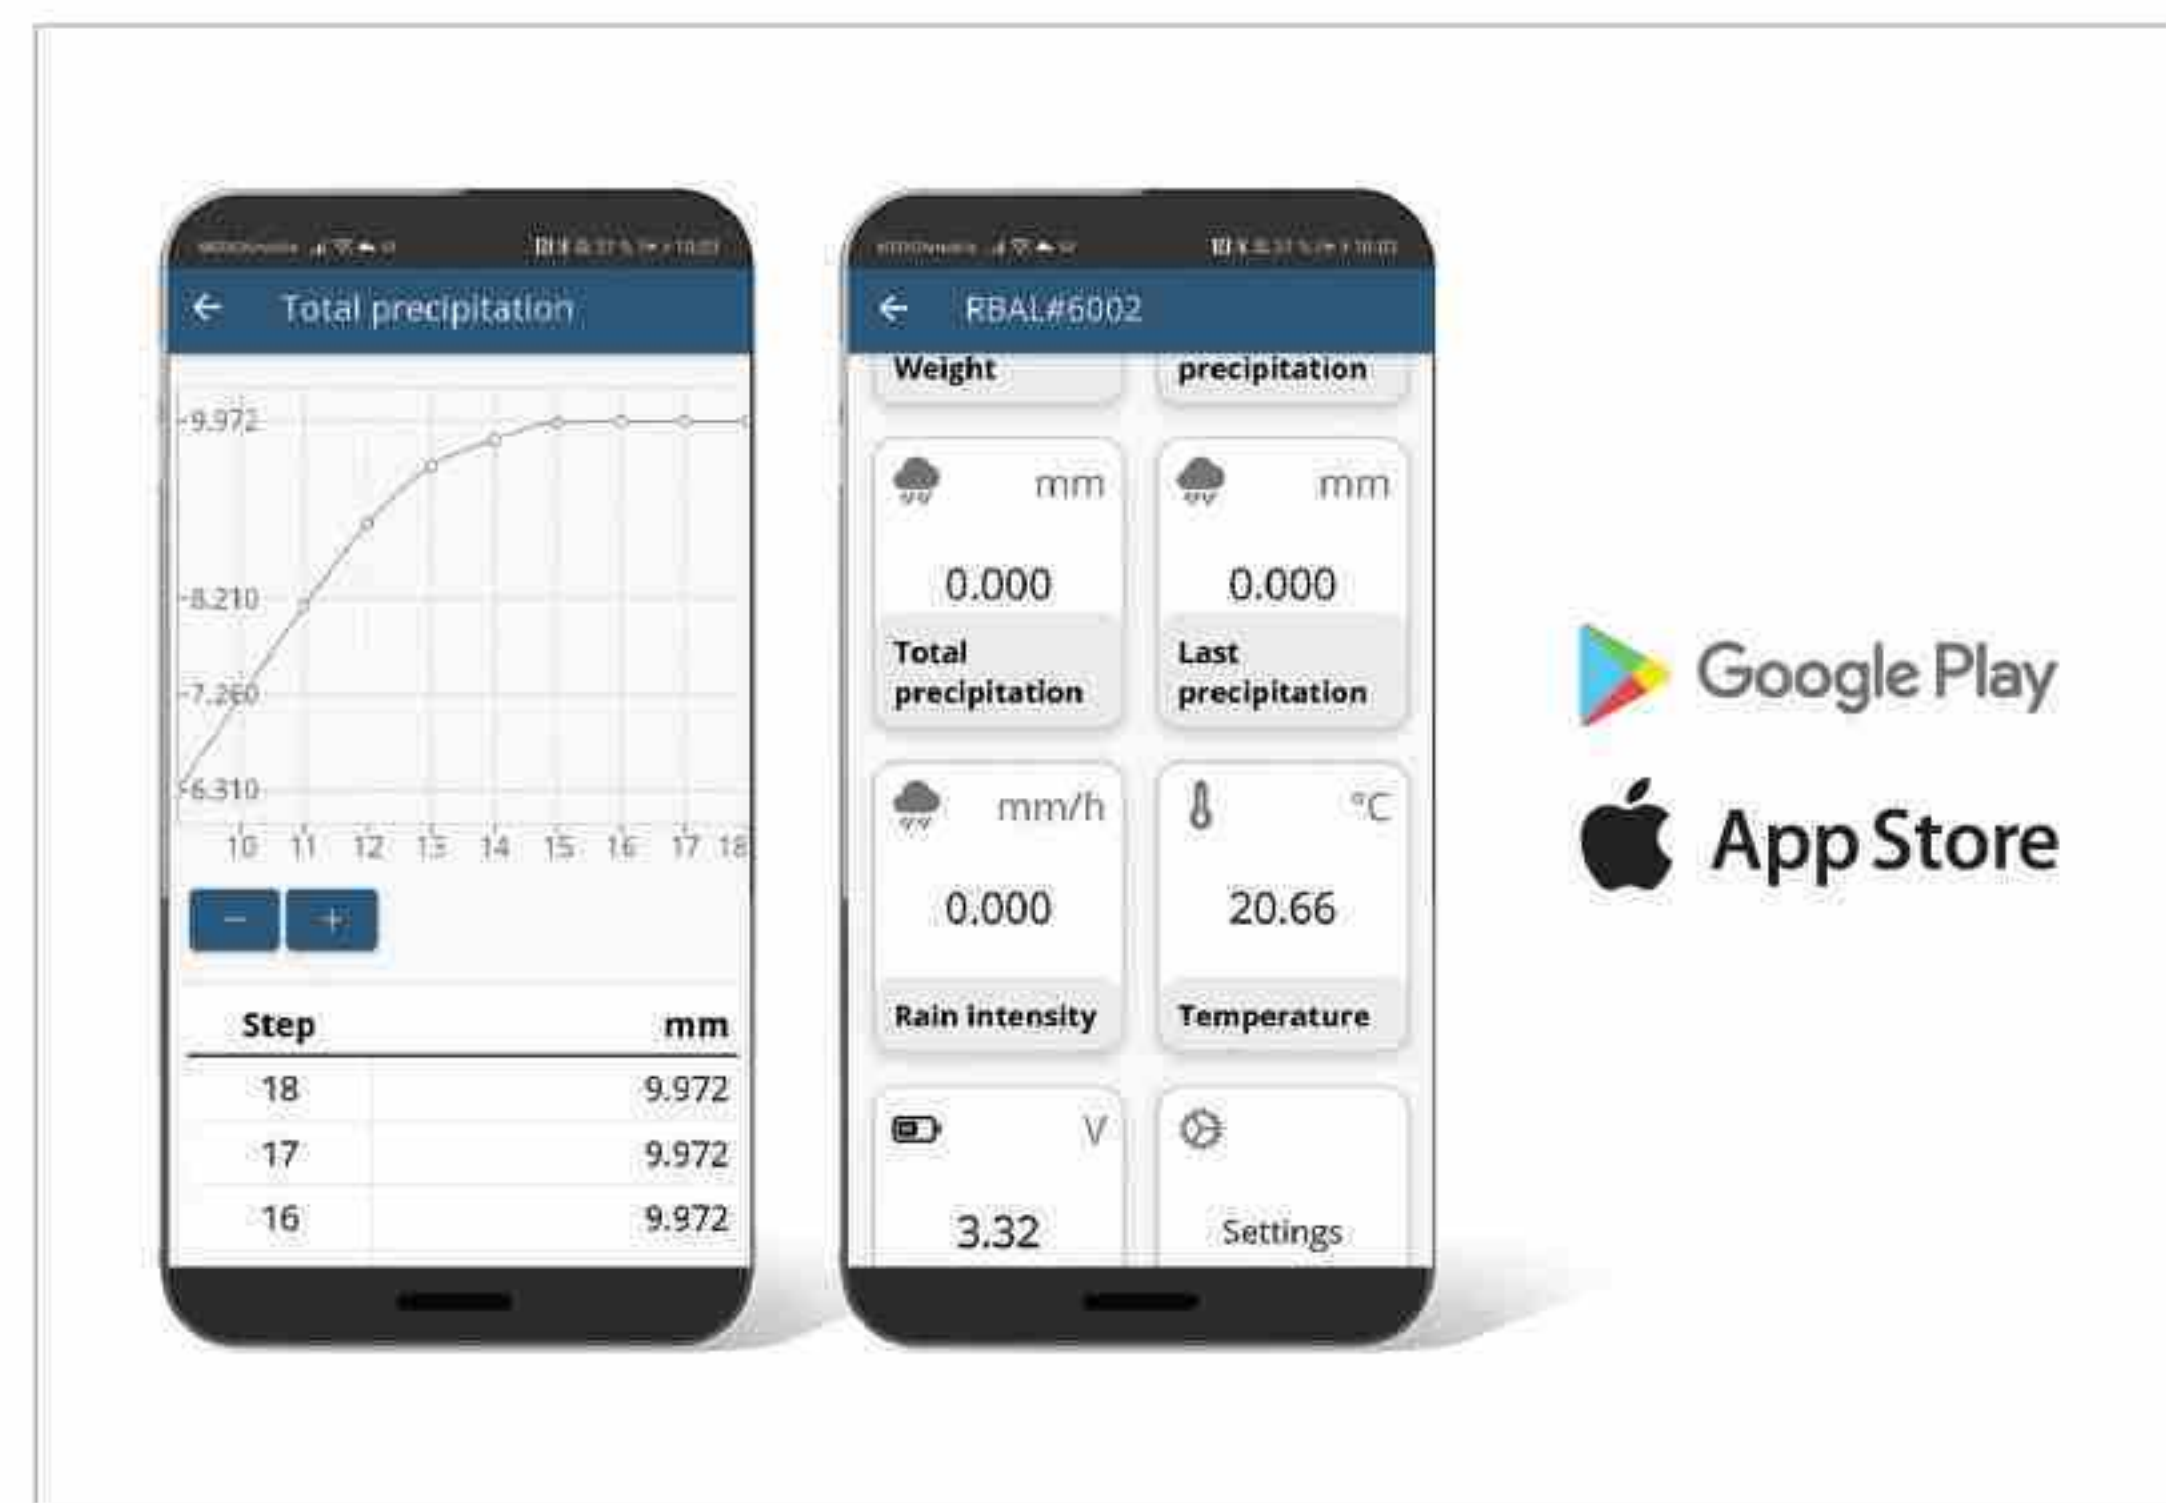 Total precipitation
9.972
8.210
7.260
6.310
10 11 12 13 14 15 16 17 18
− +
Step mm
18 9.972
17 9.972
16 9.972
RBAL#6002
Weight precipitation
mm mm
0.000 0.000
Total Last
precipitation precipitation
mm/h °C
0.000 20.66
Rain intensity Temperature
V
3.32 Settings
Google Play
App Store